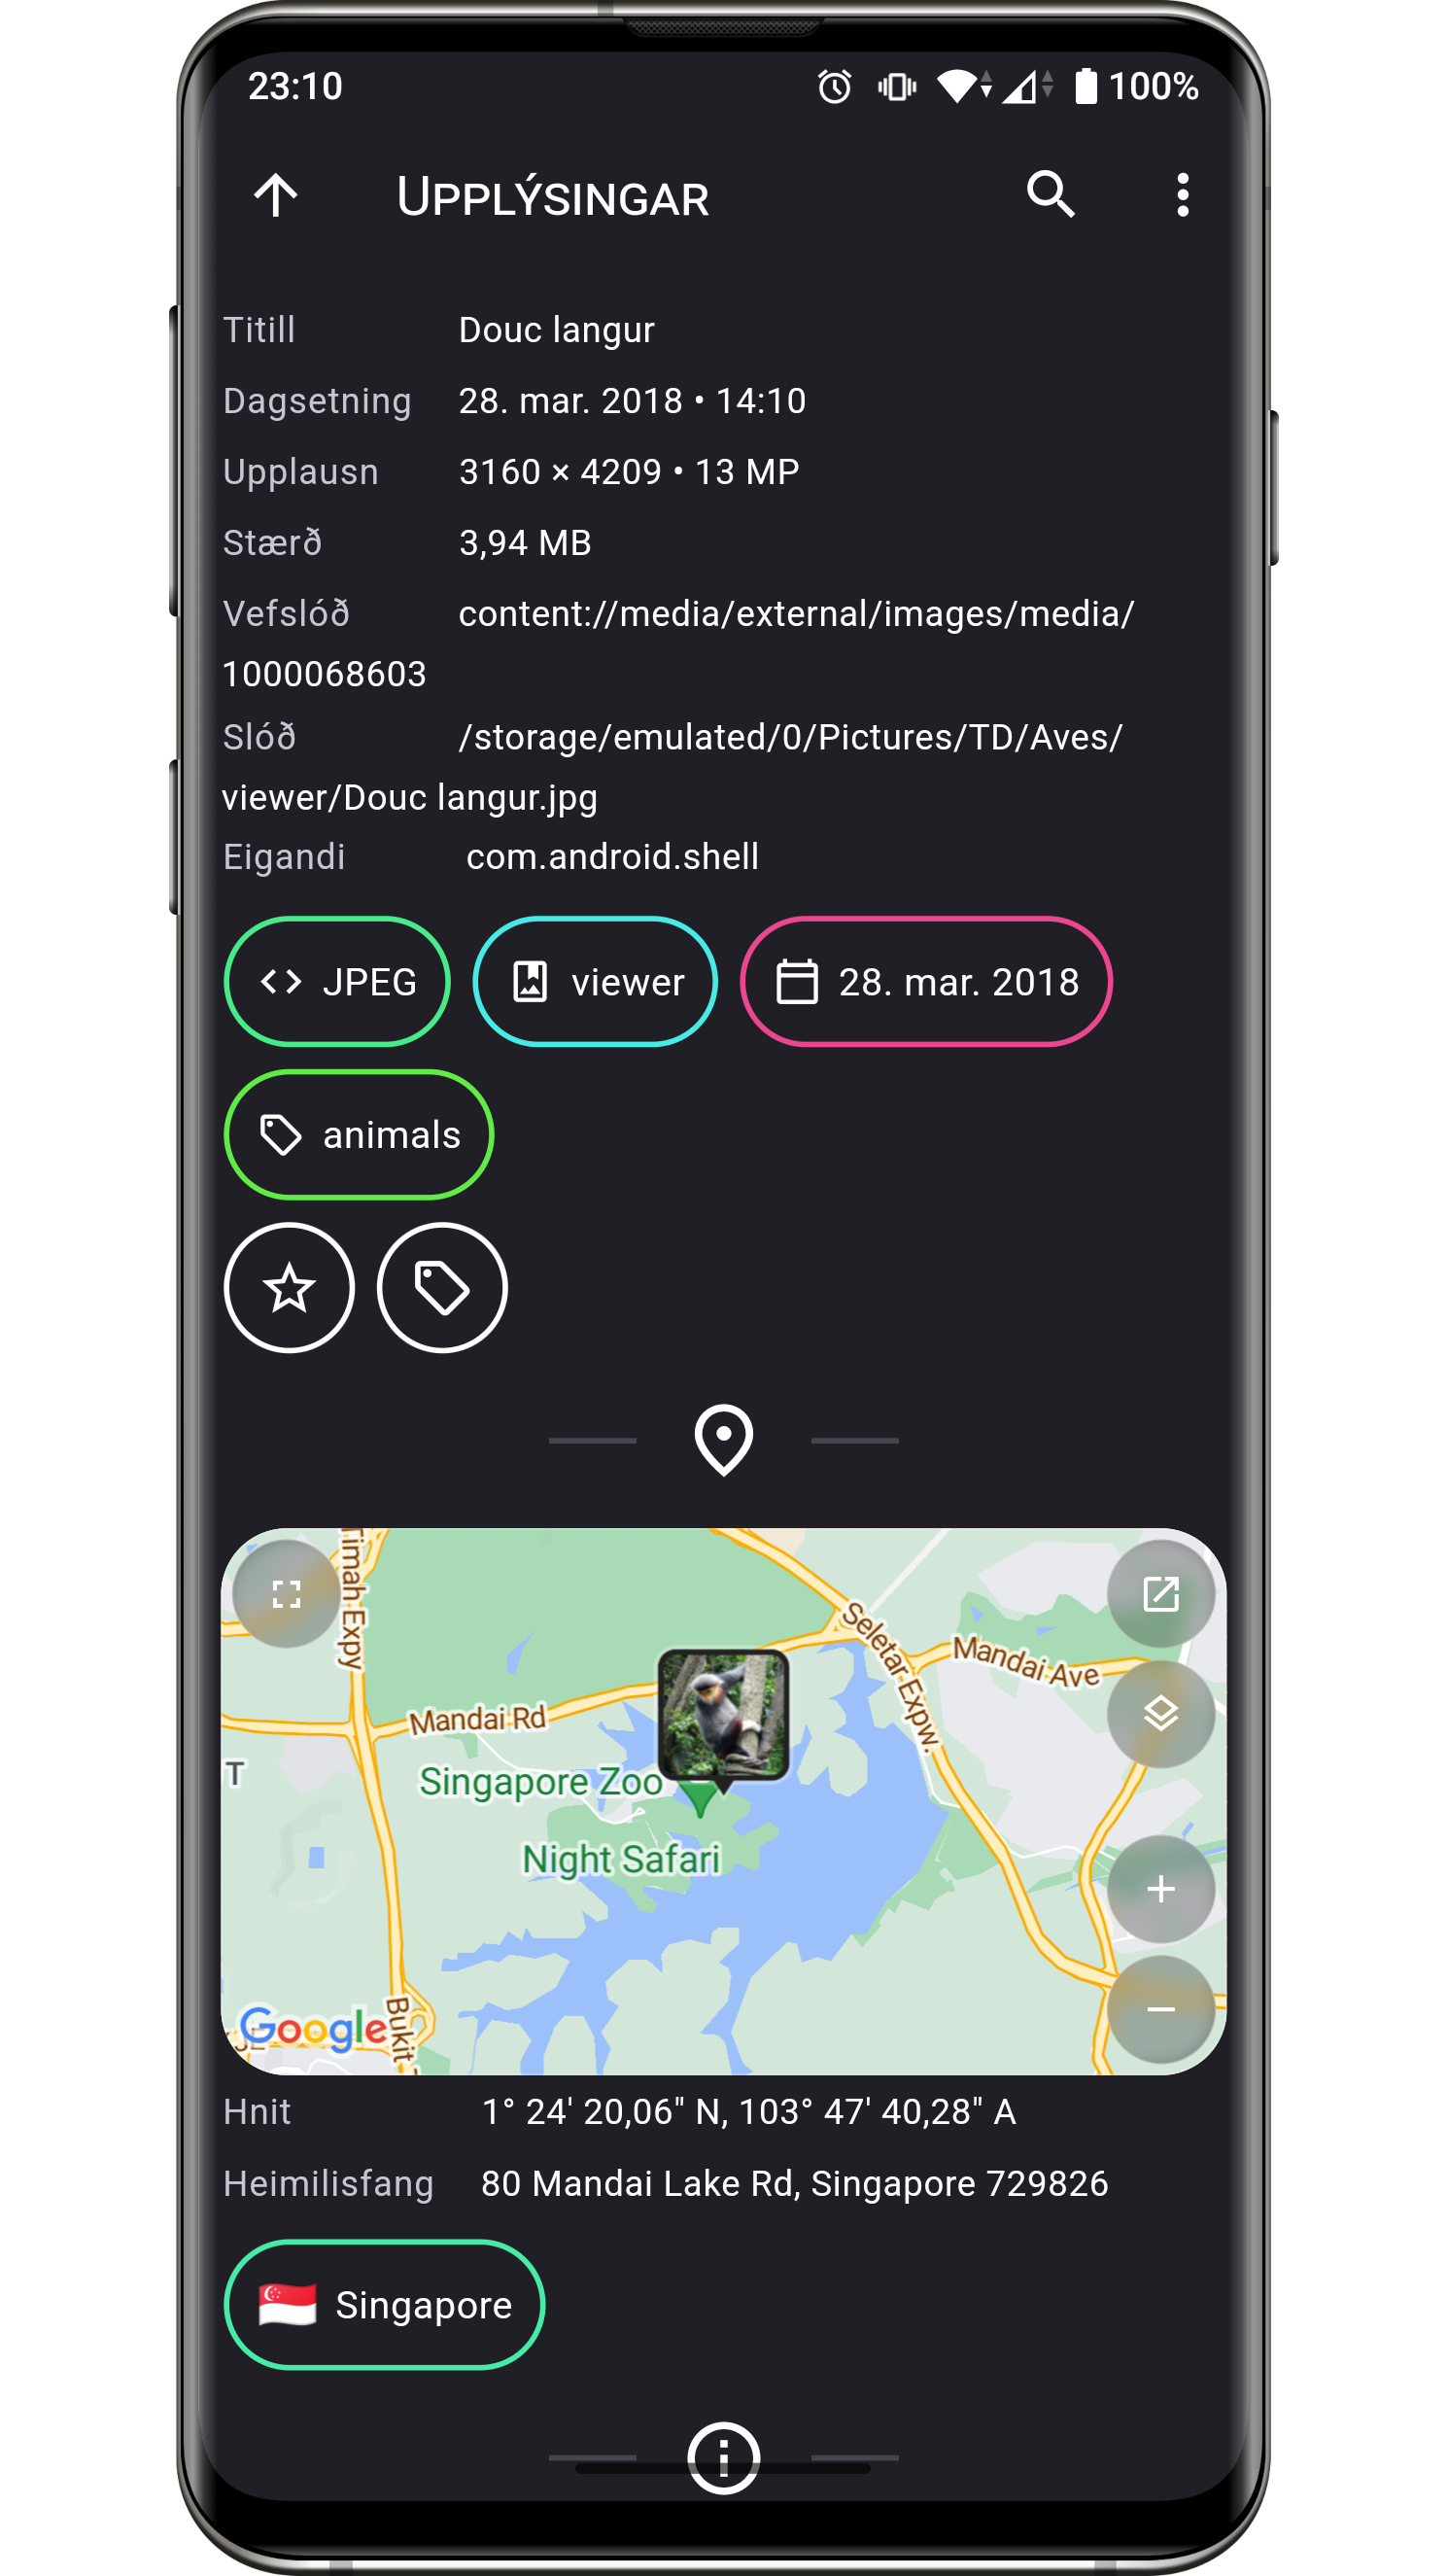 23:10 100%
UPPLÝSINGAR
Titill Douc langur
Dagsetning 28. mar. 2018 • 14:10
Upplausn 3160 × 4209 • 13 MP
Stærð 3,94 MB
Vefslóð content://media/external/images/media/
1000068603
Slóð /storage/emulated/0/Pictures/TD/Aves/
viewer/Douc langur.jpg
Eigandi com.android.shell
JPEG viewer 28. mar. 2018
animals
Timah Expy
Seletar Expw.
Mandai Ave
Mandai Rd
T
Singapore Zoo
Night Safari
Bukit
Google
Hnit 1° 24' 20,06" N, 103° 47' 40,28" A
Heimilisfang 80 Mandai Lake Rd, Singapore 729826
Singapore